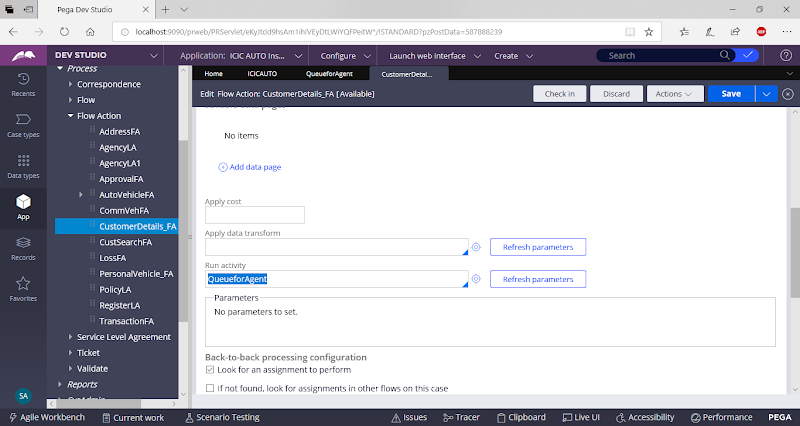 Pega Dev Studio
localhost:9090/prweb/PRServlet/eKyJtdd9hsAm1ihIVEyDtLWiYQFPeitW*/!STANDARD?pzPostData=587888239
DEV STUDIO
Application: ICIC AUTO Ins...
Configure
Launch web interface
Create
Search
Home
ICICAUTO
QueueforAgent
CustomerDetai...
Edit Flow Action: CustomerDetails_FA [Available]
Check in
Discard
Actions
Save
Recents
Case types
Data types
App
Records
Favorites
SA
Process
Correspondence
Flow
Flow Action
AddressFA
AgencyLA
AgencyLA1
ApprovalFA
AutoVehicleFA
CommVehFA
CustomerDetails_FA
CustSearchFA
LossFA
PersonalVehicle_FA
PolicyLA
RegisterLA
TransactionFA
Service Level Agreement
Ticket
Validate
Reports
No items
Add data page
Apply cost
Apply data transform
Refresh parameters
Run activity
QueueforAgent
Refresh parameters
Parameters
No parameters to set.
Back-to-back processing configuration
Look for an assignment to perform
If not found, look for assignments in other flows on this case
Agile Workbench
Current work
Scenario Testing
Issues
Tracer
Clipboard
Live UI
Accessibility
Performance
PEGA